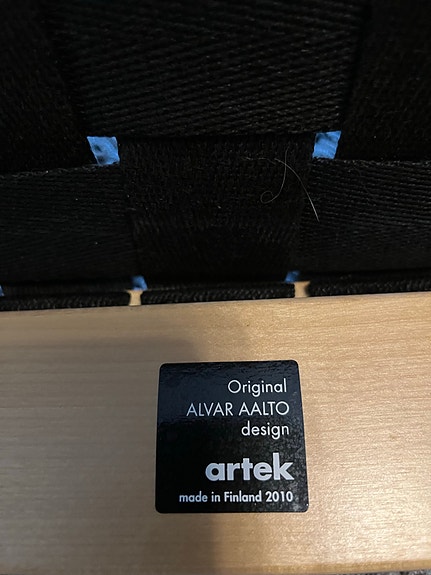 Original
ALVAR AALTO
design
artek
made in Finland 2010